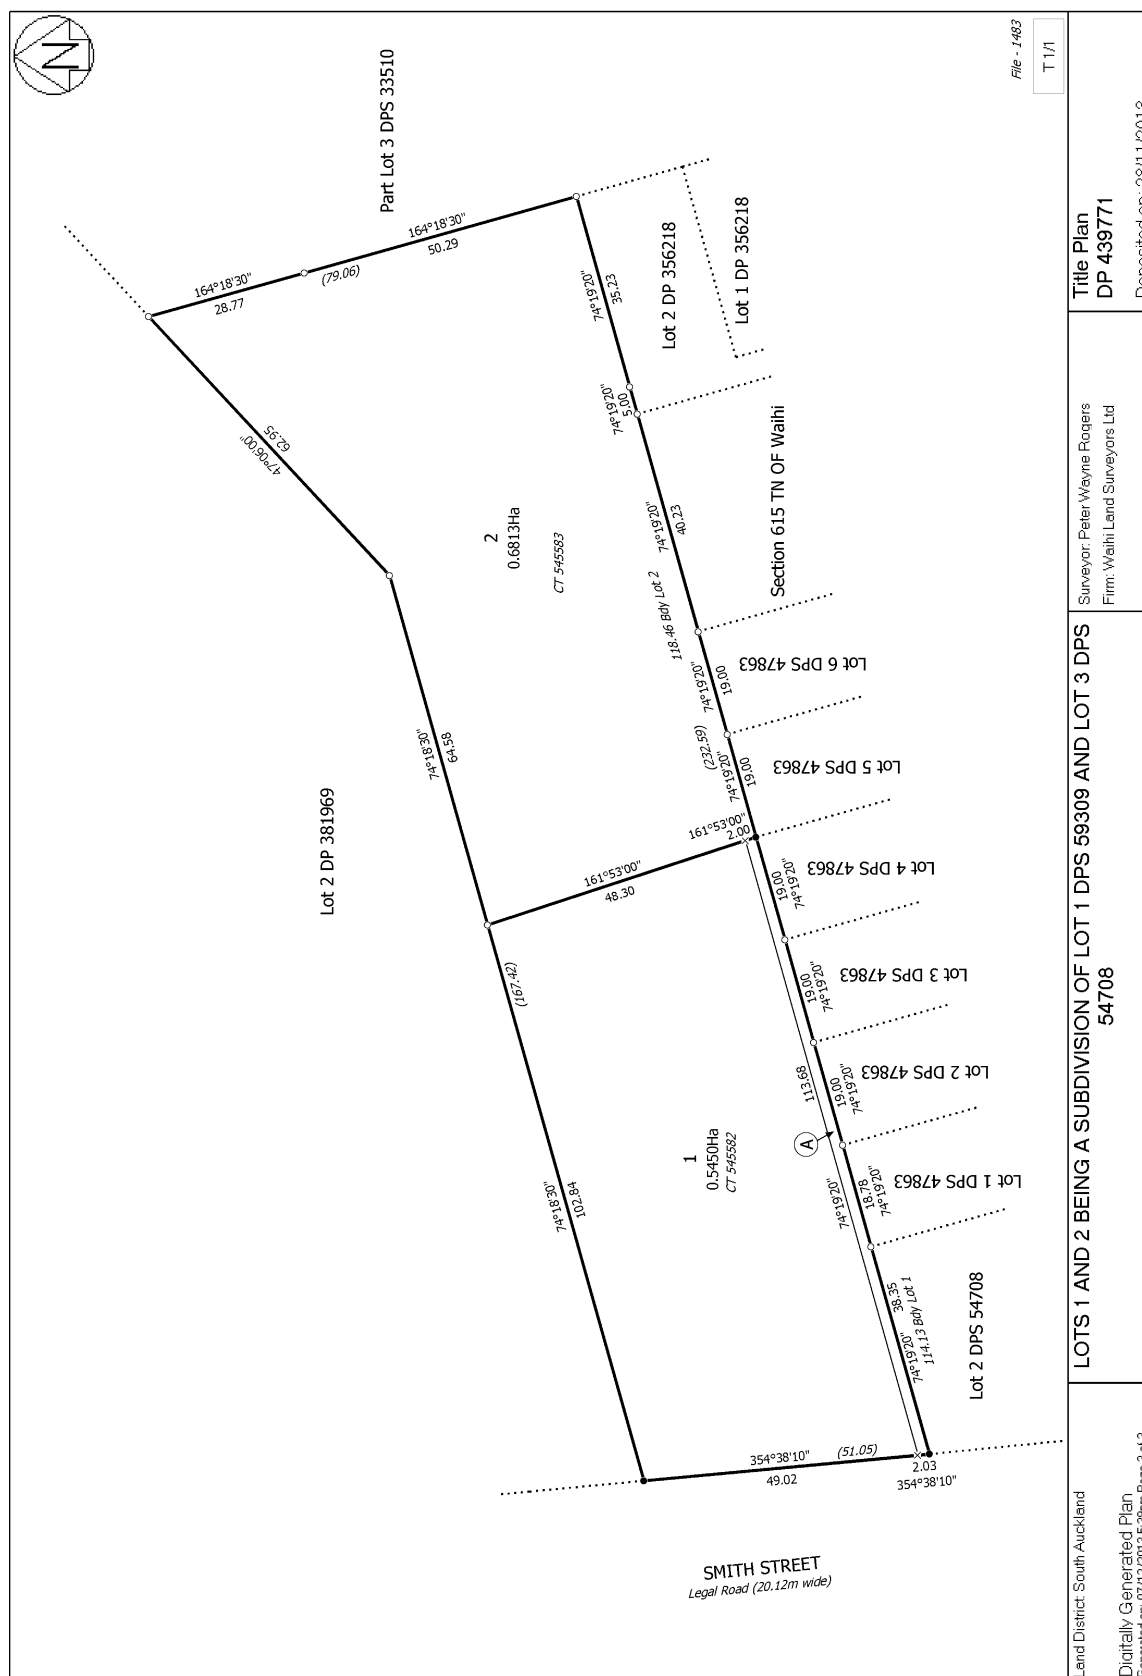 N
File - 1483
T 1/1
Part Lot 3 DPS 33510
164°18'30"
28.77
(79.06)
164°18'30"
50.29
47°06'00"
62.95
74°19'20"
35.23
Lot 2 DP 356218
Lot 1 DP 356218
74°19'20"
5.00
2
0.6813Ha
CT 545583
74°19'20"
40.23
Section 615 TN OF Waihi
118.46 Bdy Lot 2
74°19'20"
19.00
Lot 6 DPS 47863
(232.59)
74°19'20"
19.00
Lot 5 DPS 47863
74°18'30"
64.58
Lot 2 DP 381969
161°53'00"
2.00
161°53'00"
48.30
19.00
74°19'20"
Lot 4 DPS 47863
(167.42)
19.00
74°19'20"
Lot 3 DPS 47863
113.68
19.00
74°19'20"
Lot 2 DPS 47863
A
1
0.5450Ha
CT 545582
74°18'30"
102.84
74°19'20"
18.78
74°19'20"
Lot 1 DPS 47863
38.35
74°19'20"
114.13 Bdy Lot 1
Lot 2 DPS 54708
354°38'10"
49.02
(51.05)
2.03
354°38'10"
SMITH STREET
Legal Road (20.12m wide)
Land District: South Auckland
Digitally Generated Plan
LOTS 1 AND 2 BEING A SUBDIVISION OF LOT 1 DPS 59309 AND LOT 3 DPS
54708
Surveyor: Peter Wayne Rogers
Firm: Waihi Land Surveyors Ltd
Title Plan
DP 439771
Deposited on: